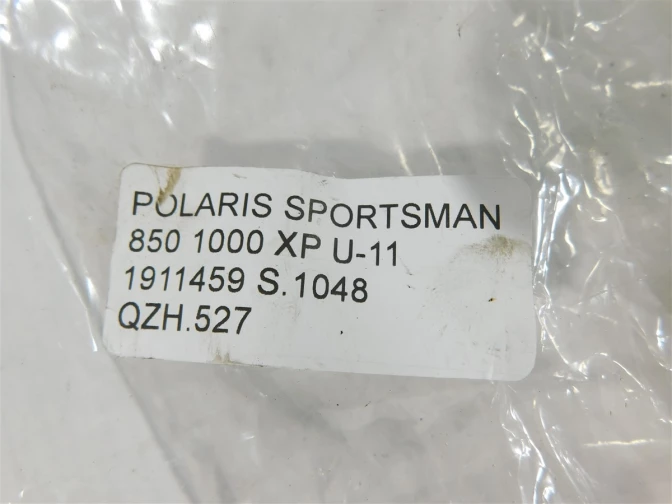 POLARIS SPORTSMAN
850 1000 XP U-11
1911459 S.1048
QZH.527